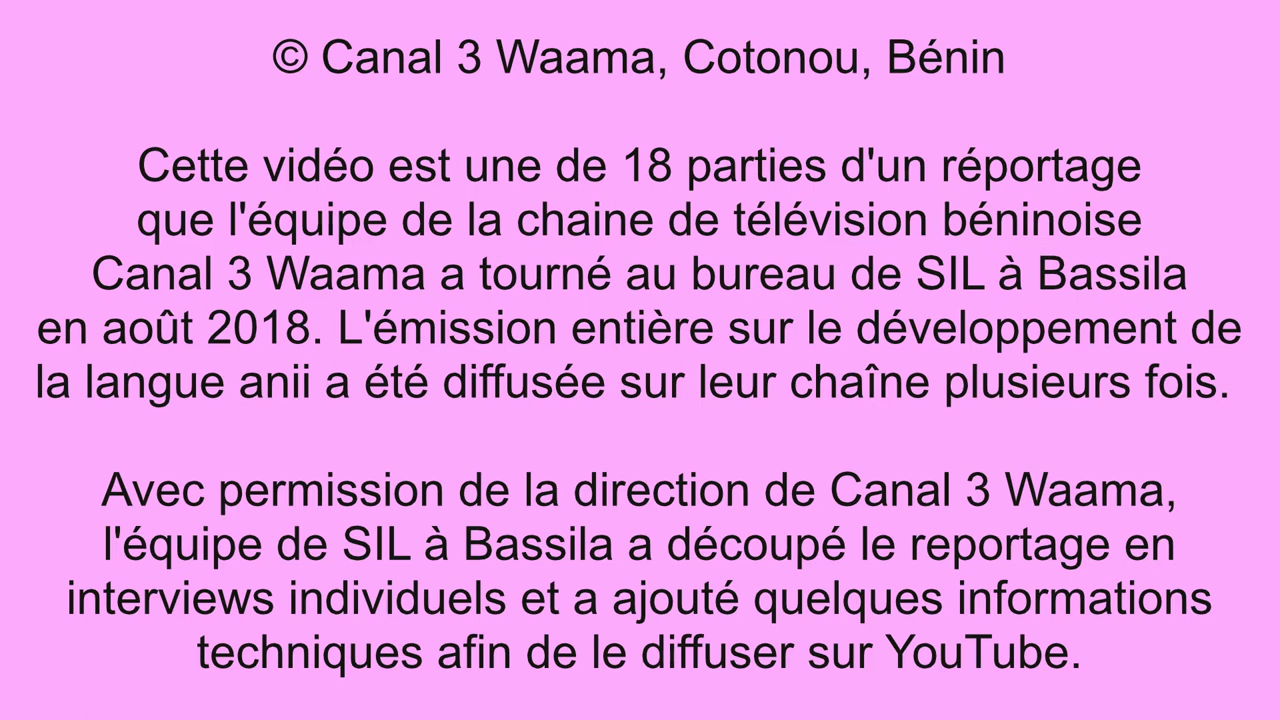 © Canal 3 Waama, Cotonou, Bénin
Cette vidéo est une de 18 parties d'un réportage
que l'équipe de la chaine de télévision béninoise
Canal 3 Waama a tourné au bureau de SIL à Bassila
en août 2018. L'émission entière sur le développement de
la langue anii a été diffusée sur leur chaîne plusieurs fois.
Avec permission de la direction de Canal 3 Waama,
l'équipe de SIL à Bassila a découpé le reportage en
interviews individuels et a ajouté quelques informations
techniques afin de le diffuser sur YouTube.